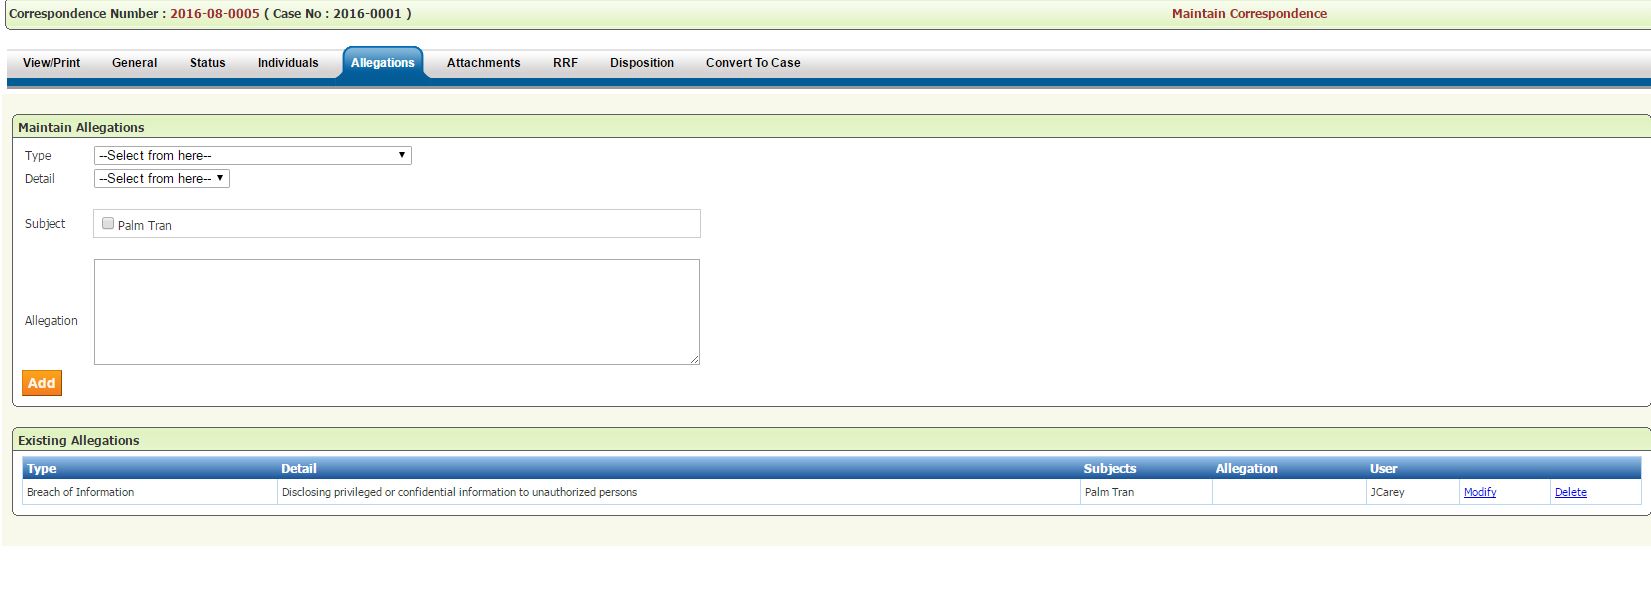 Correspondence Number : 2016-08-0005 ( Case No : 2016-0001 ) Maintain Correspondence
View/Print General Status Individuals Allegations Attachments RRF Disposition Convert To Case
Maintain Allegations
Type --Select from here--
Detail --Select from here--
Subject Palm Tran
Allegation
Add
Existing Allegations
Type Detail Subjects Allegation User
Breach of Information Disclosing privileged or confidential information to unauthorized persons Palm Tran JCarey Modify Delete